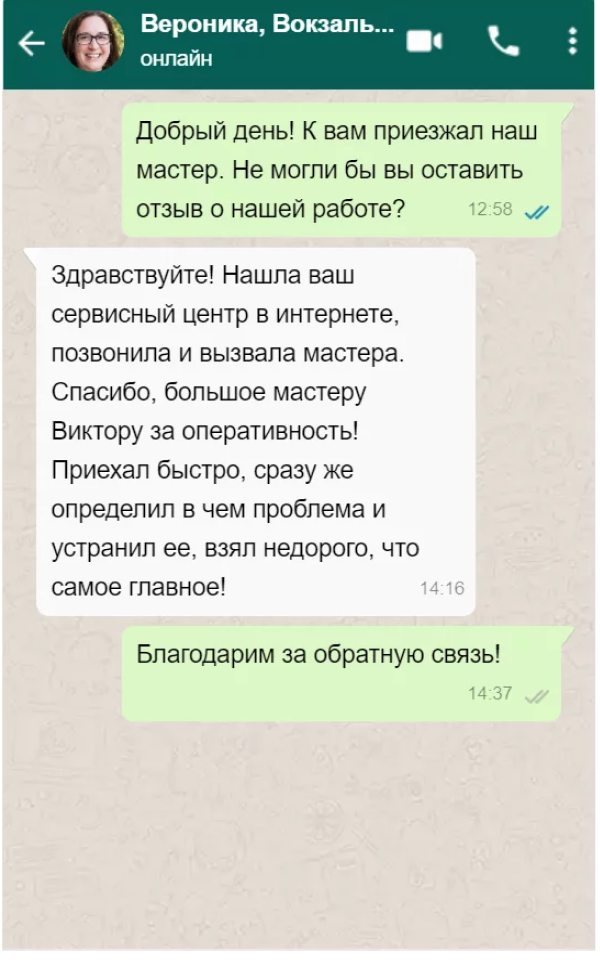 Вероника, Вокзаль...
онлайн
Добрый день! К вам приезжал наш
мастер. Не могли бы вы оставить
отзыв о нашей работе? 12:58
Здравствуйте! Нашла ваш
сервисный центр в интернете,
позвонила и вызвала мастера.
Спасибо, большое мастеру
Виктору за оперативность!
Приехал быстро, сразу же
определил в чем проблема и
устранил ее, взял недорого, что
самое главное! 14:16
Благодарим за обратную связь!
14:37